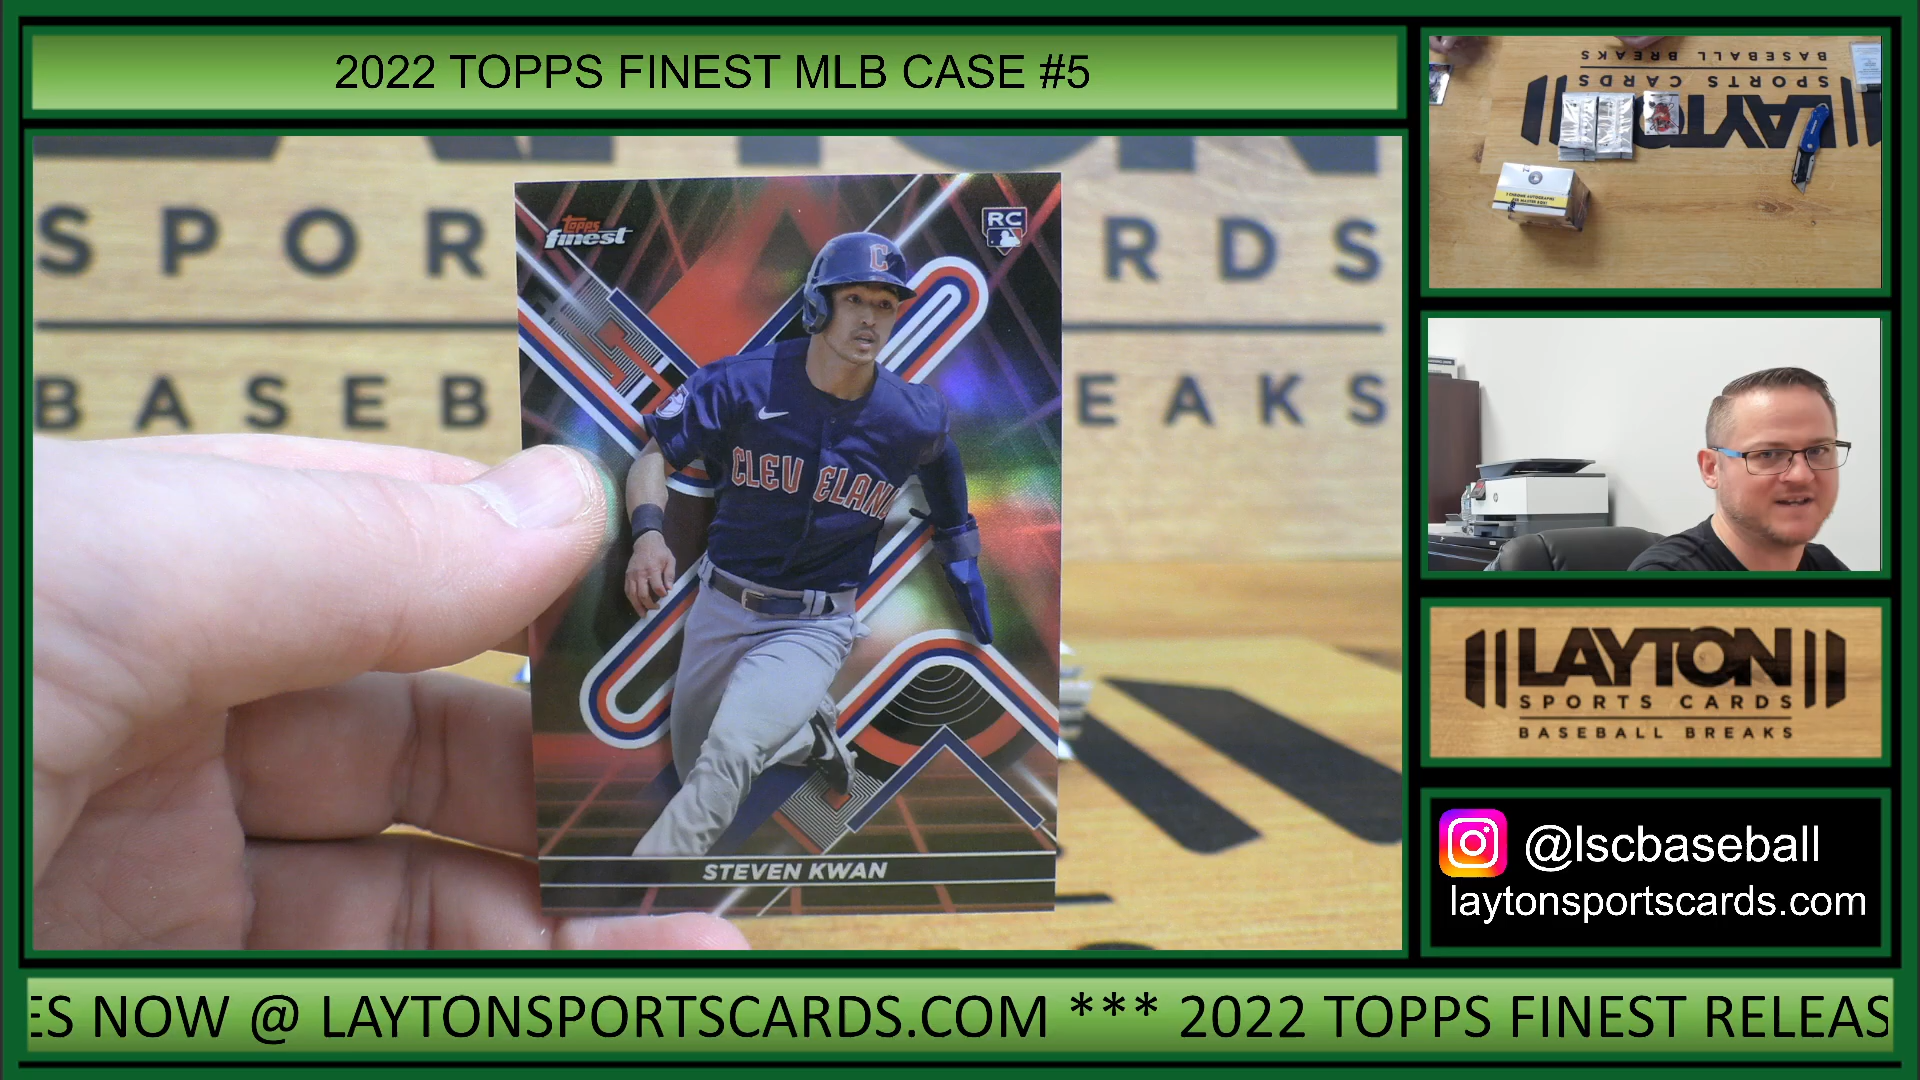 2022 TOPPS FINEST MLB CASE #5
SPOR RDS
BASEB EAKS
Topps
finest
RC
C
CLEVELAND
STEVEN KWAN
BASEBALL BREAKS
SPORTS CARDS
LAYTON
LAYTON
SPORTS CARDS
BASEBALL BREAKS
@lscbaseball
laytonsportscards.com
ES NOW @ LAYTONSPORTSCARDS.COM *** 2022 TOPPS FINEST RELEAS